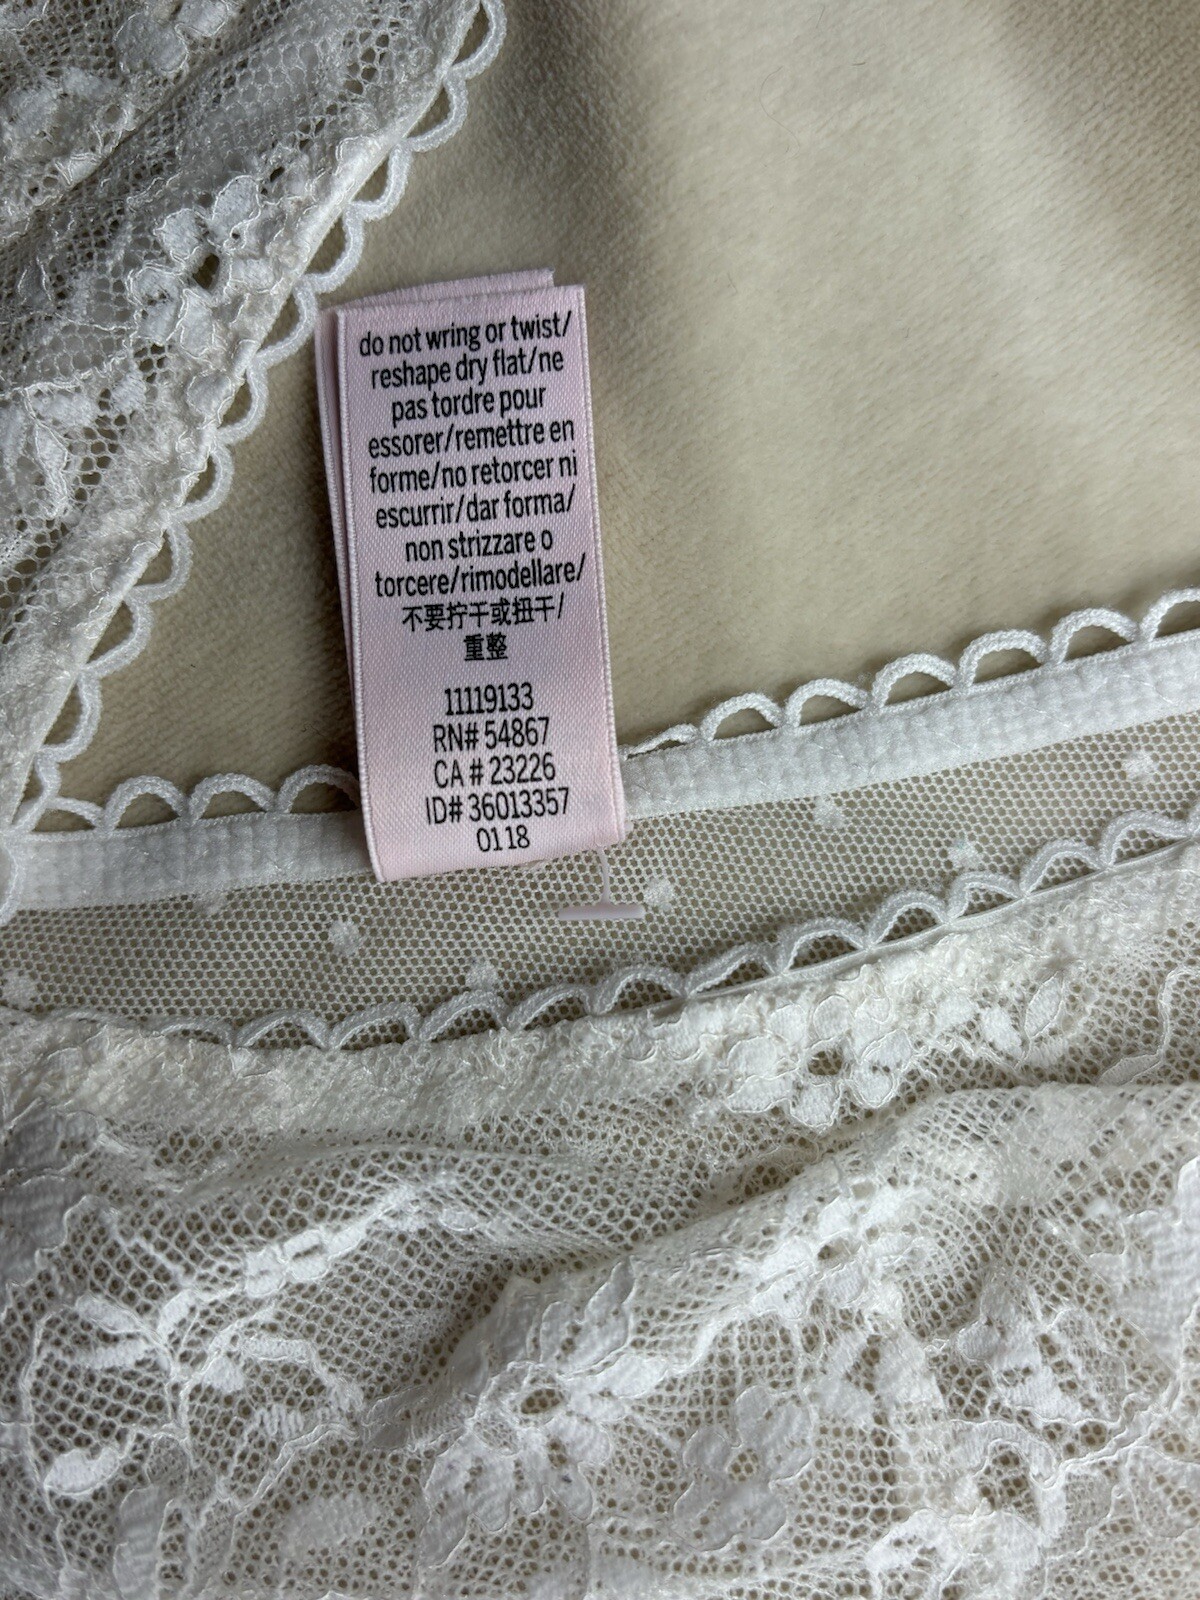 do not wring or twist/
reshape dry flat/ne
pas tordre pour
essorer/remettre en
forme/no retorcer ni
escurrir/dar forma/
non strizzare o
torcere/rimodellare/
不要拧干或扭干/
重整
11119133
RN# 54867
CA # 23226
ID# 36013357
01 18